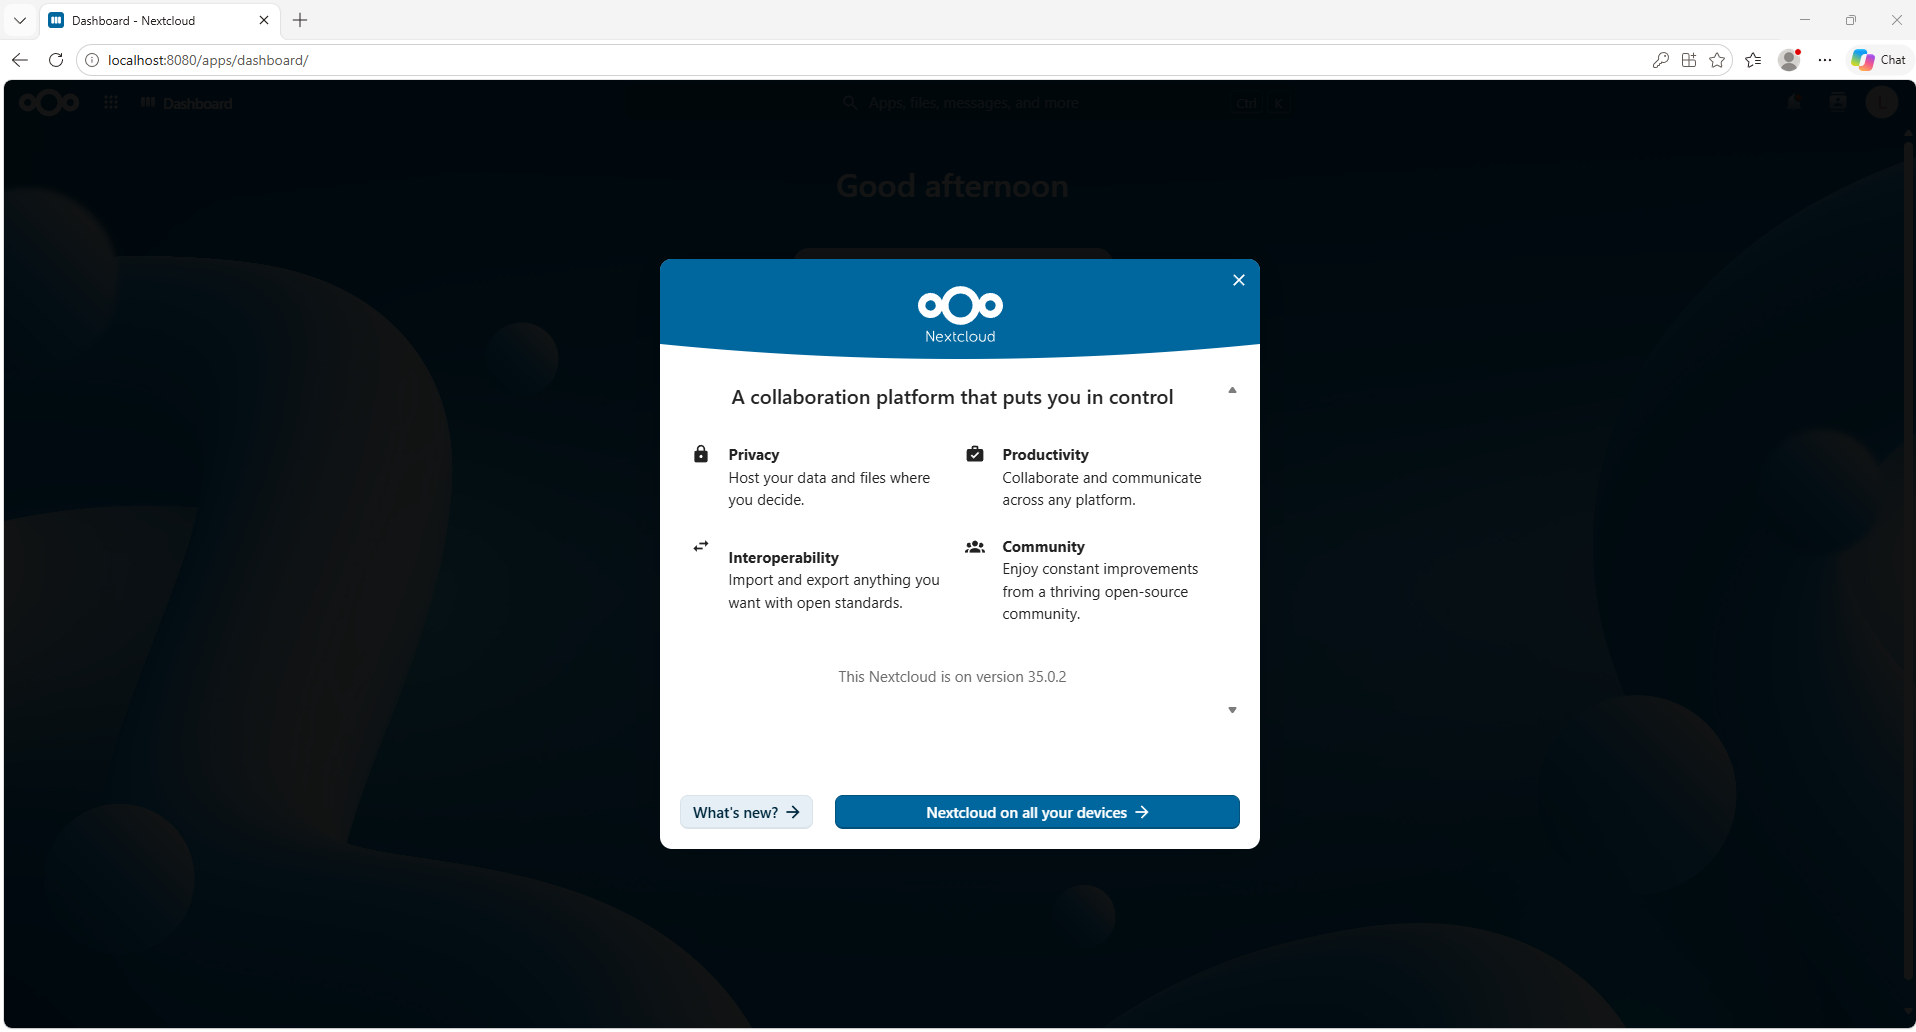 Dashboard - Nextcloud
localhost:8080/apps/dashboard/
Chat
Dashboard
Apps, files, messages, and more
Ctrl K
L
Good afternoon
Nextcloud
A collaboration platform that puts you in control
Privacy
Host your data and files where
you decide.
Productivity
Collaborate and communicate
across any platform.
Interoperability
Import and export anything you
want with open standards.
Community
Enjoy constant improvements
from a thriving open-source
community.
This Nextcloud is on version 35.0.2
What's new?
Nextcloud on all your devices